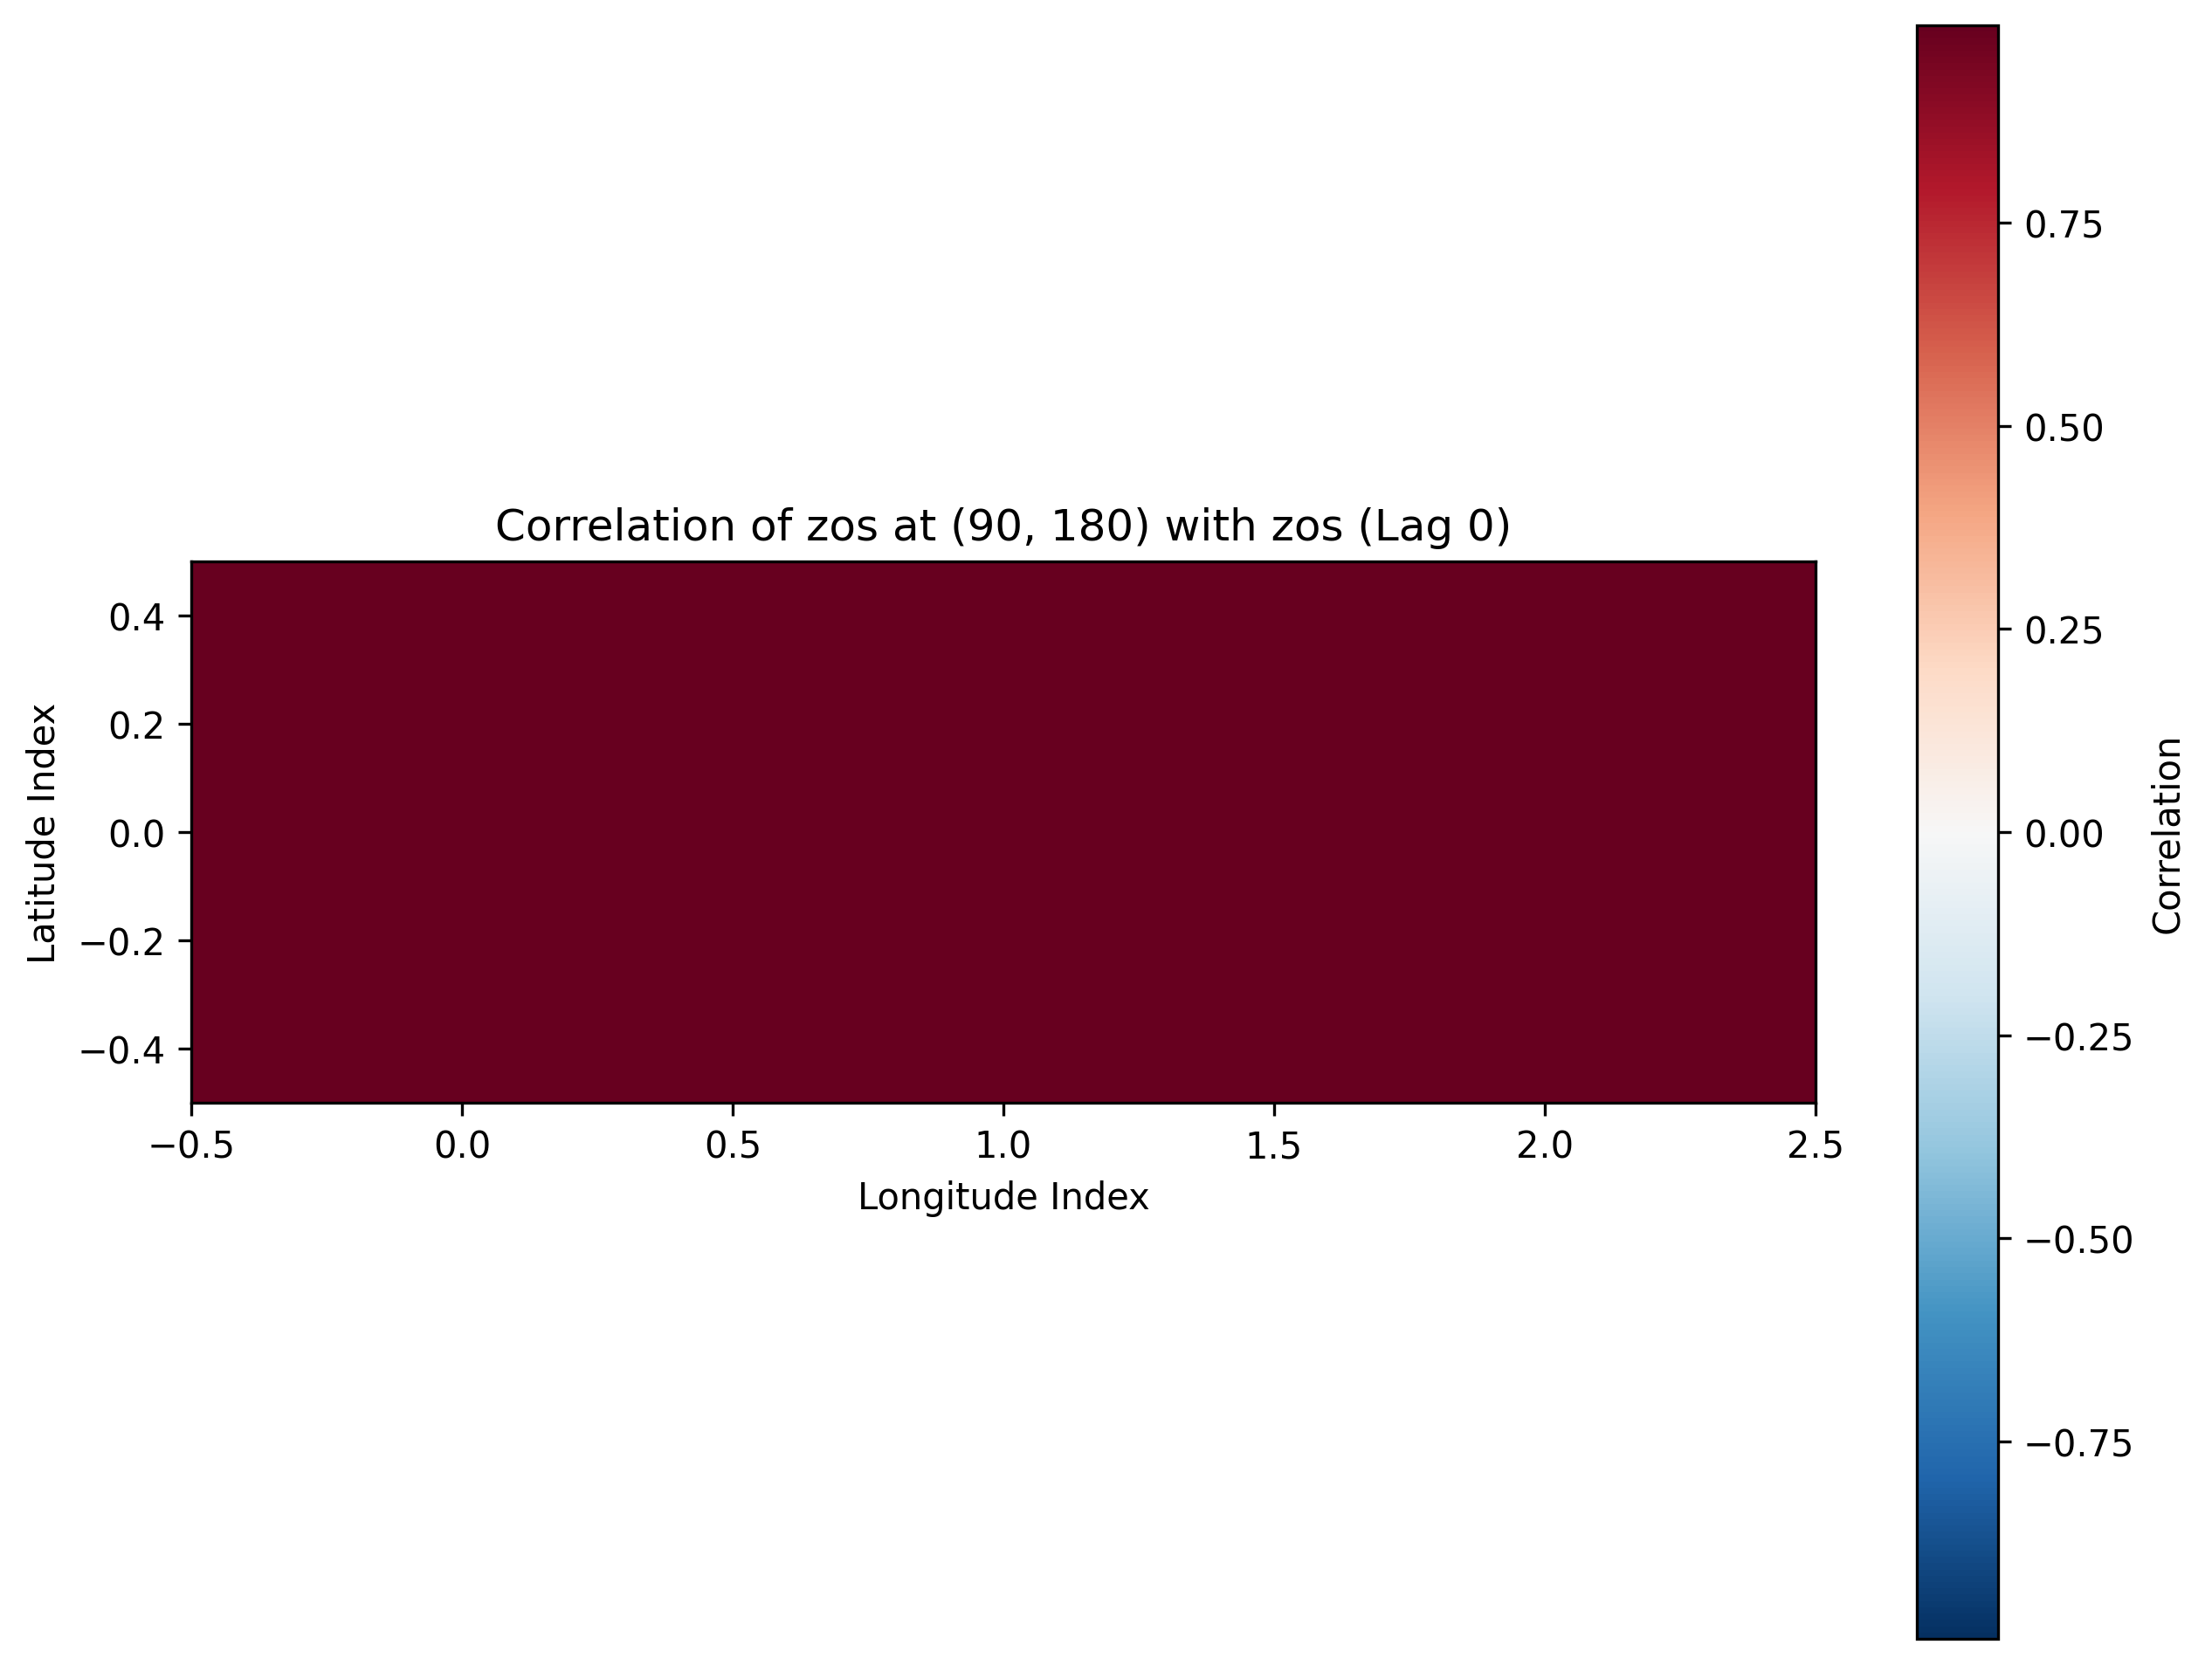 Correlation of zos at (90, 180) with zos (Lag 0)
Latitude Index
0.4
0.2
0.0
−0.2
−0.4
−0.5 0.0 0.5 1.0 1.5 2.0 2.5
Longitude Index
0.75
0.50
0.25
0.00
−0.25
−0.50
−0.75
Correlation